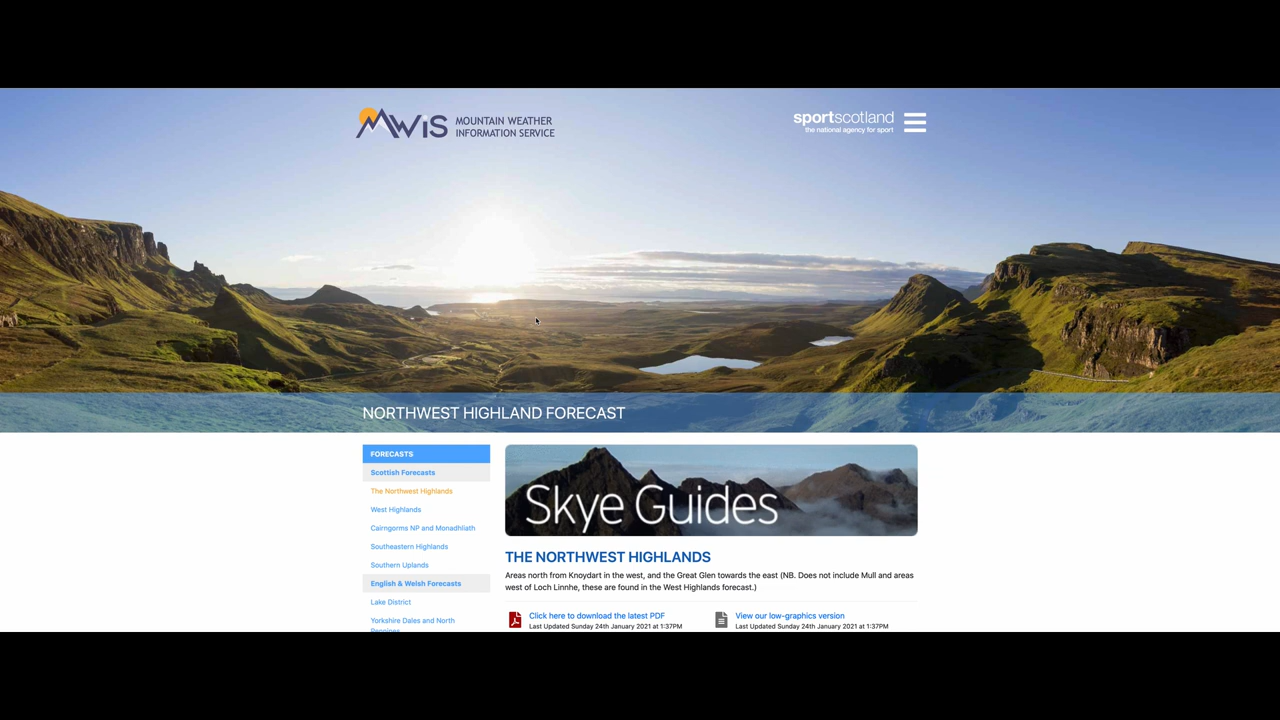 MWIS MOUNTAIN WEATHER
INFORMATION SERVICE
sportscotland
the national agency for sport
NORTHWEST HIGHLAND FORECAST
FORECASTS
Scottish Forecasts
The Northwest Highlands
West Highlands
Cairngorms NP and Monadhliath
Southeastern Highlands
Southern Uplands
English & Welsh Forecasts
Lake District
Yorkshire Dales and North
Pennines
Skye Guides
THE NORTHWEST HIGHLANDS
Areas north from Knoydart in the west, and the Great Glen towards the east (NB. Does not include Mull and areas
west of Loch Linnhe, these are found in the West Highlands forecast.)
Click here to download the latest PDF
Last Updated Sunday 24th January 2021 at 1:37PM
View our low-graphics version
Last Updated Sunday 24th January 2021 at 1:37PM